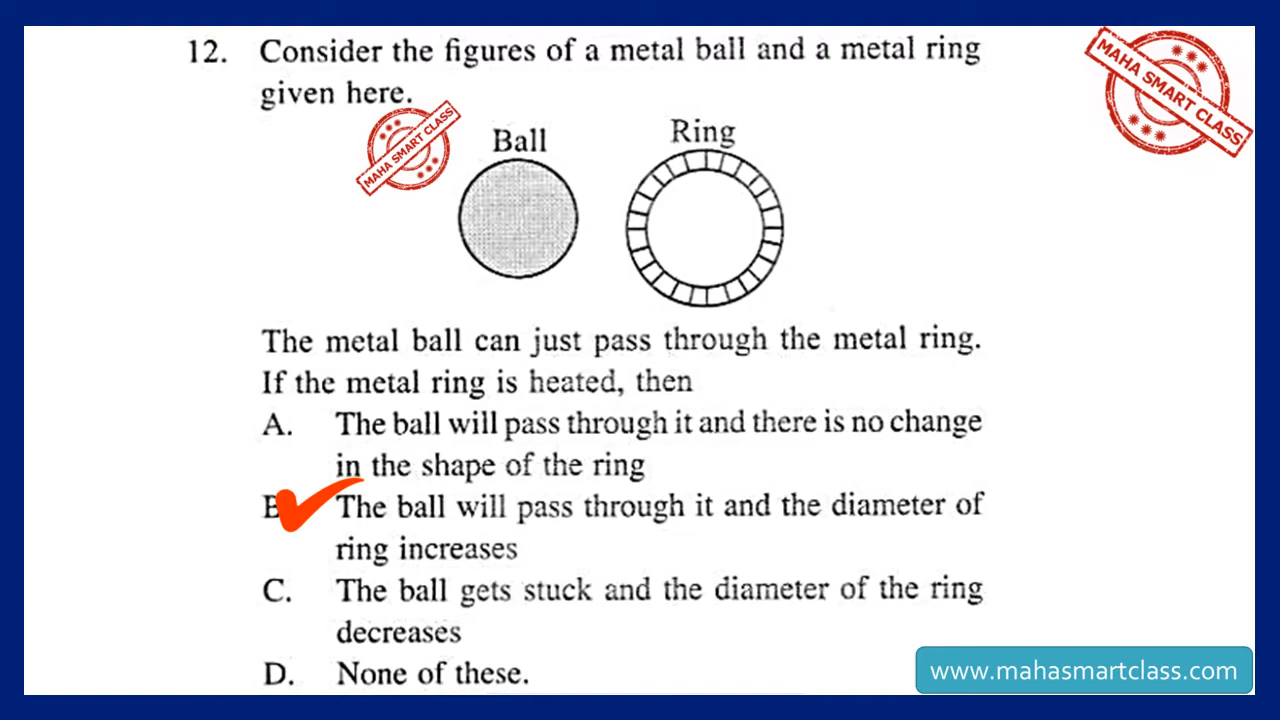 12. Consider the figures of a metal ball and a metal ring
given here.
MAHA SMART CLASS
MAHA SMART CLASS
Ball
Ring
The metal ball can just pass through the metal ring.
If the metal ring is heated, then
A. The ball will pass through it and there is no change
in the shape of the ring
B. The ball will pass through it and the diameter of
ring increases
C. The ball gets stuck and the diameter of the ring
decreases
D. None of these.
www.mahasmartclass.com